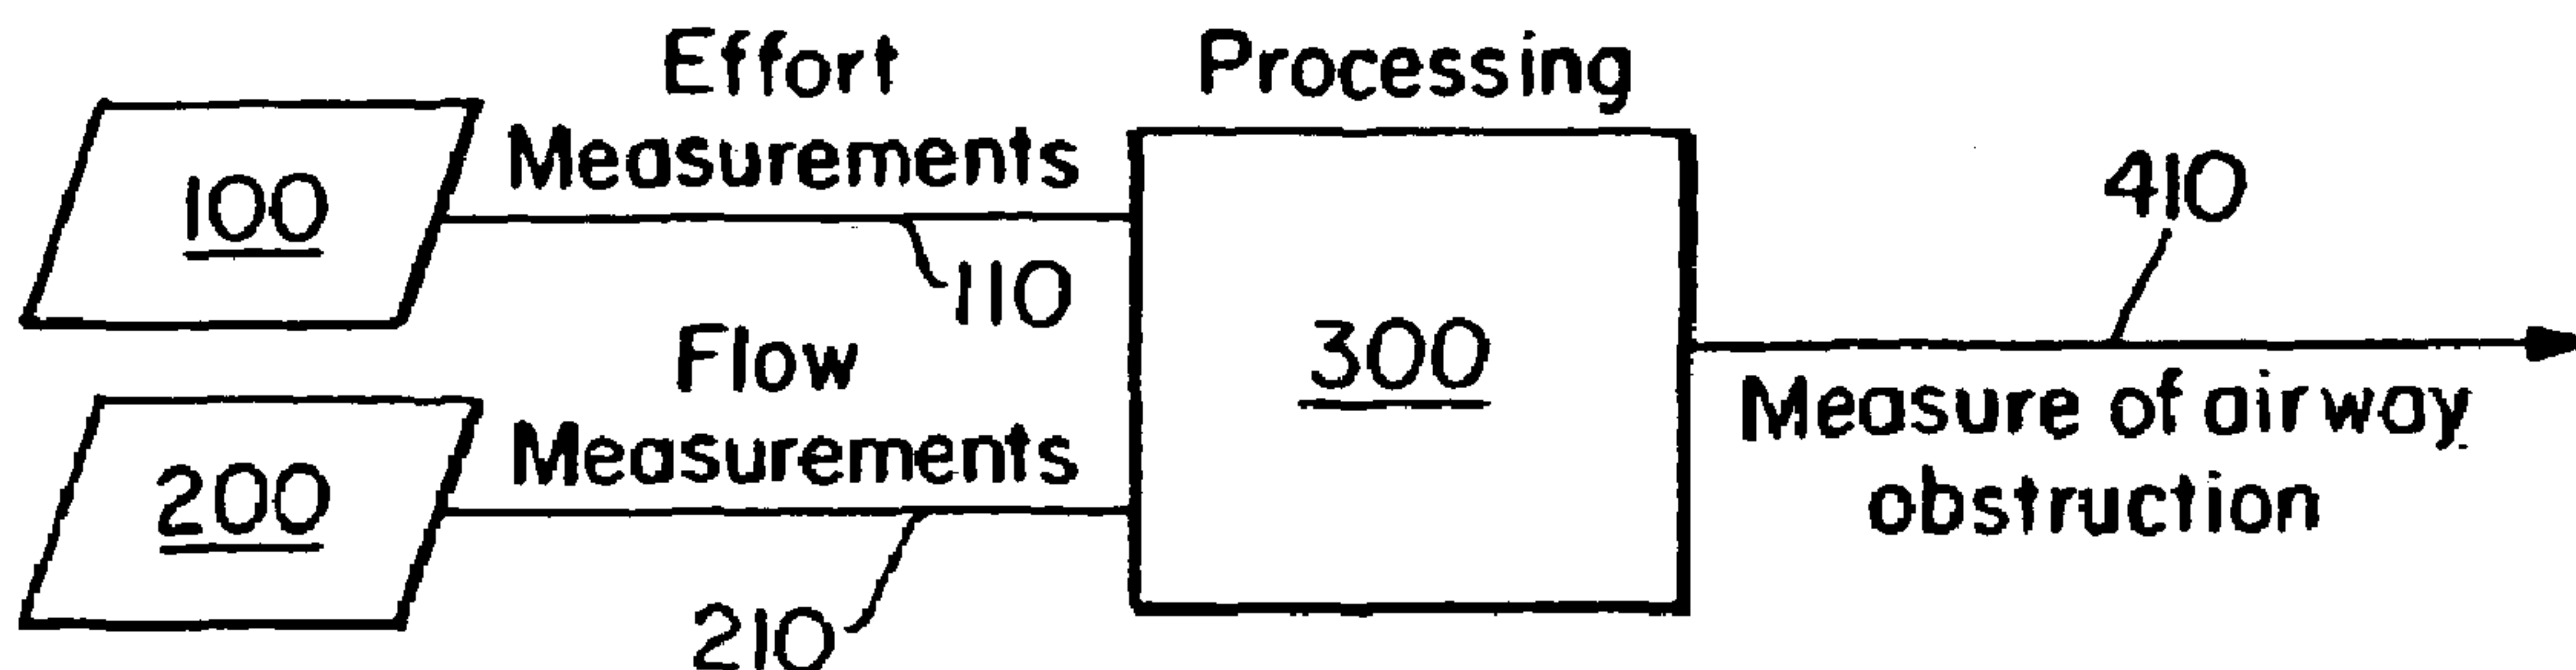 Effort
Measurements
Processing
100
110
410
Flow
Measurements
300
Measure of airway
obstruction
200
210